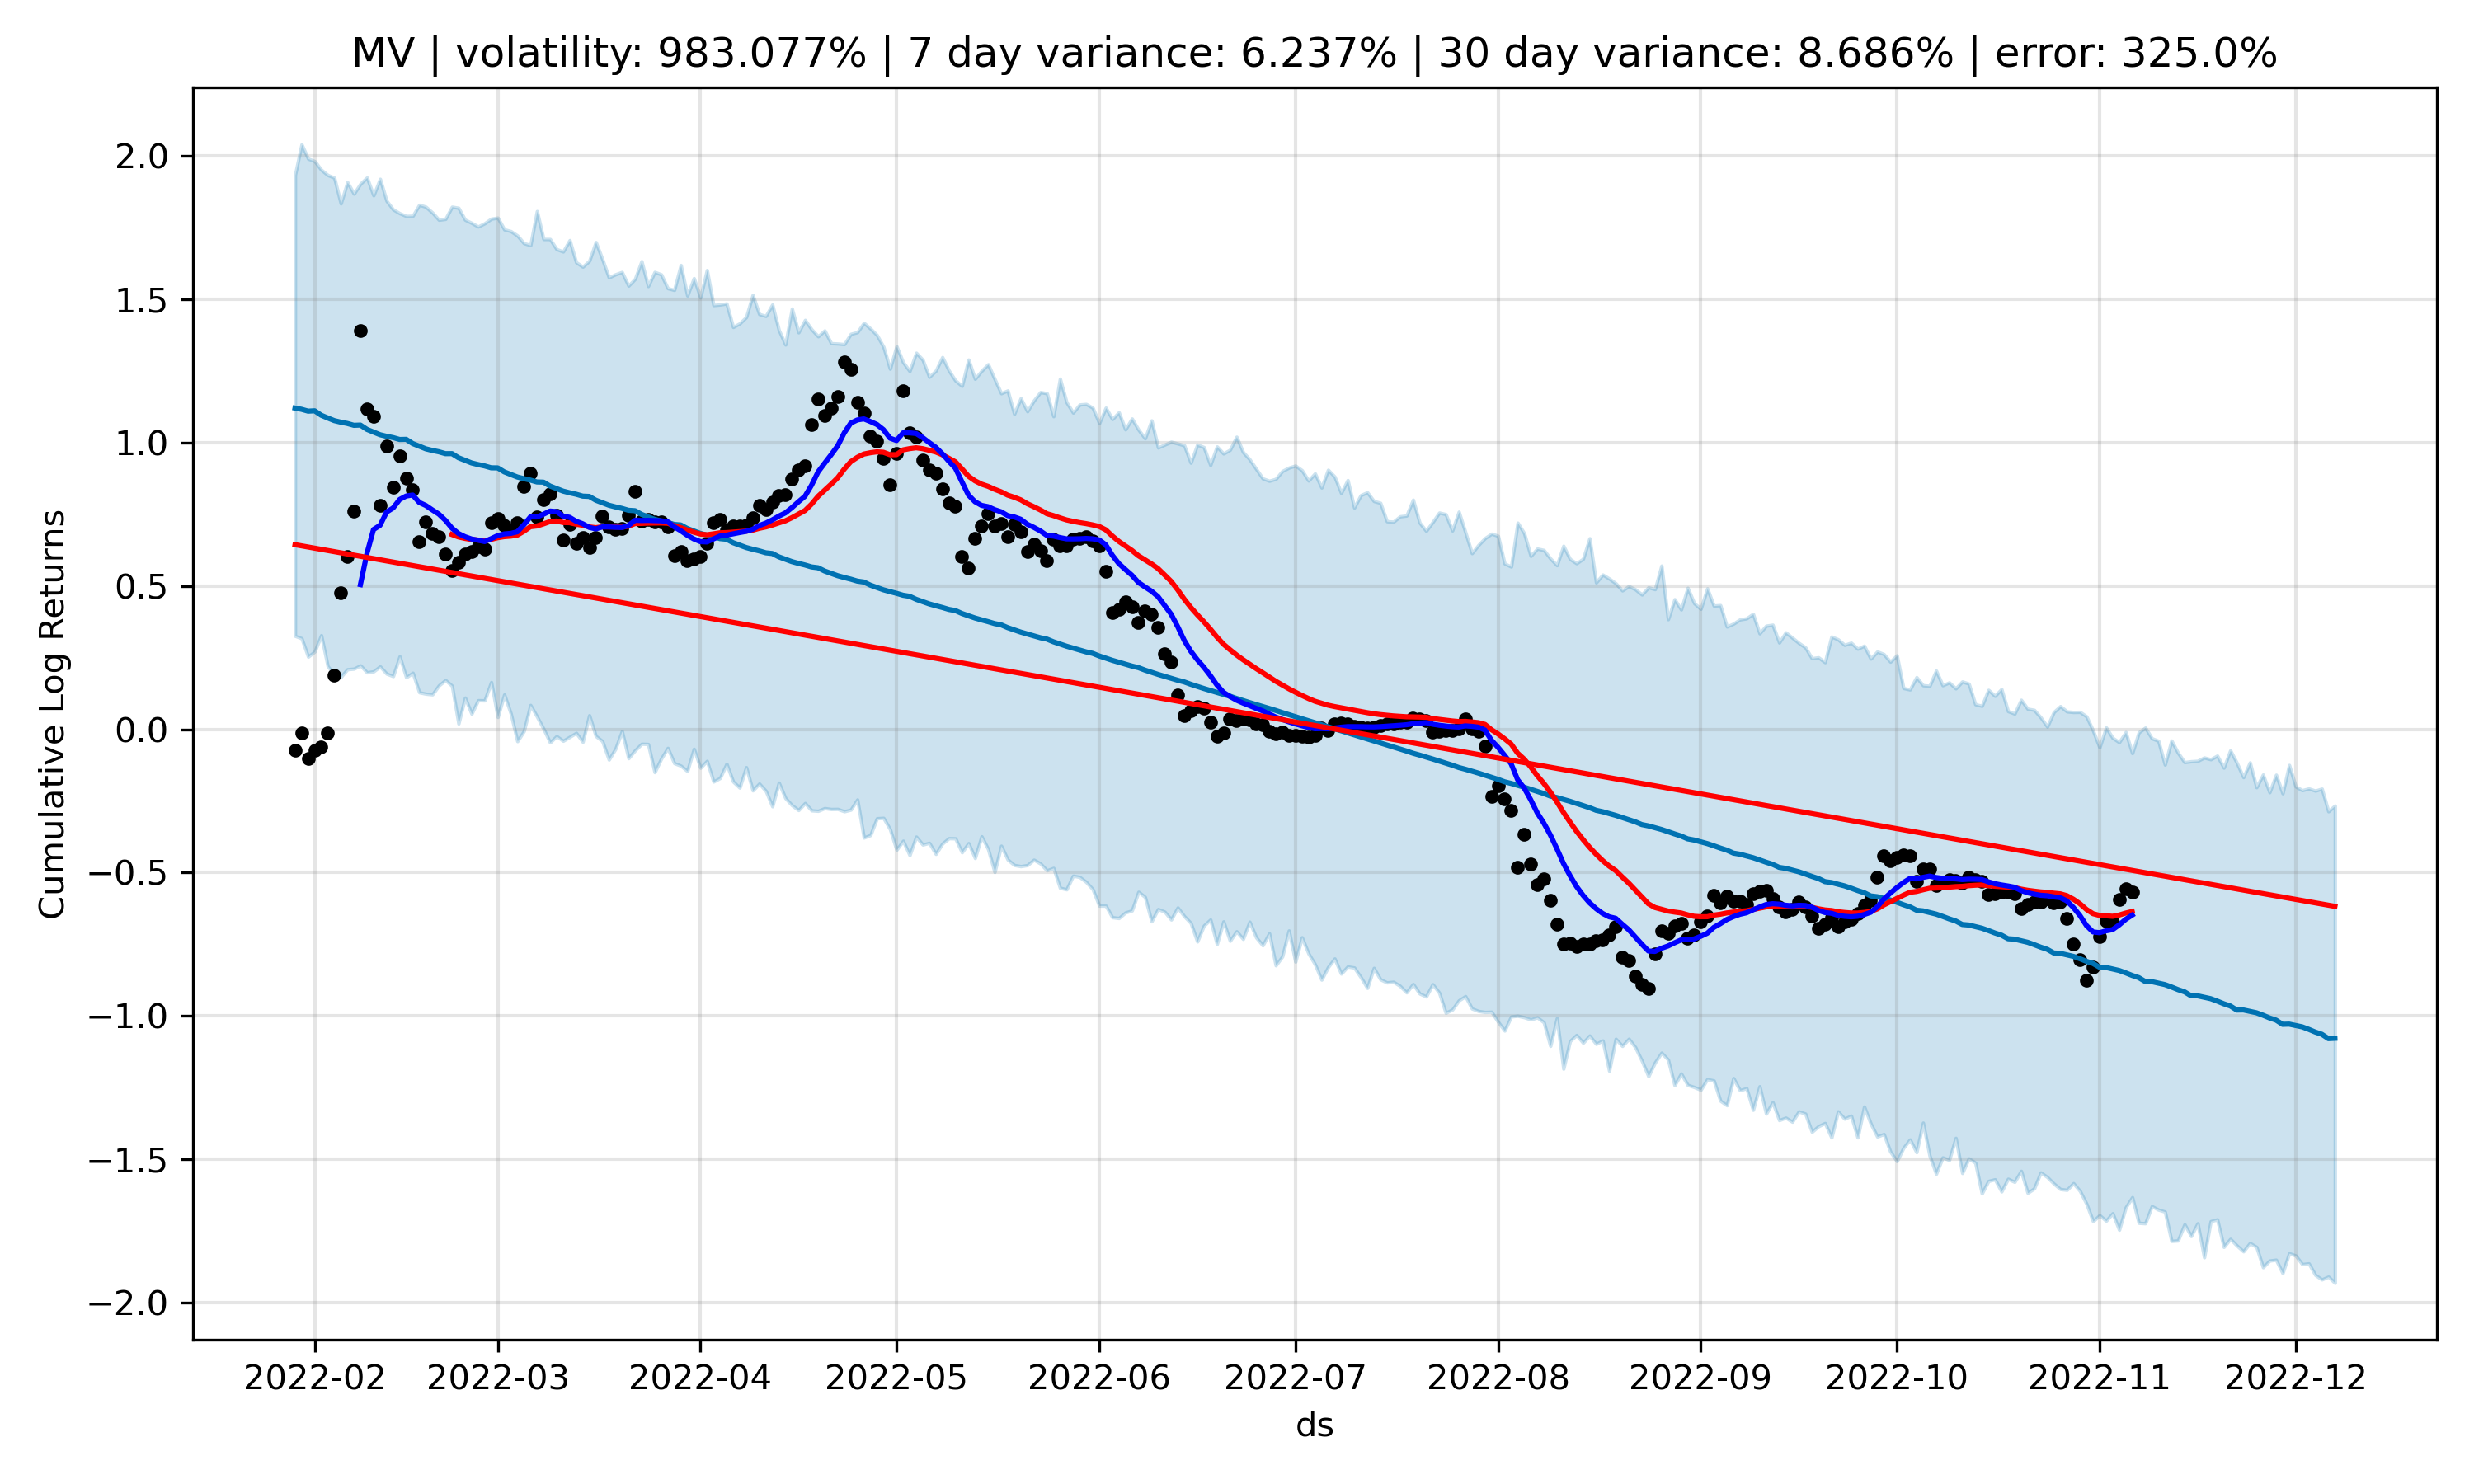 MV | volatility: 983.077% | 7 day variance: 6.237% | 30 day variance: 8.686% | error: 325.0%
Cumulative Log Returns
2.0
1.5
1.0
0.5
0.0
−0.5
−1.0
−1.5
−2.0
2022-02 2022-03 2022-04 2022-05 2022-06 2022-07 2022-08 2022-09 2022-10 2022-11 2022-12
ds